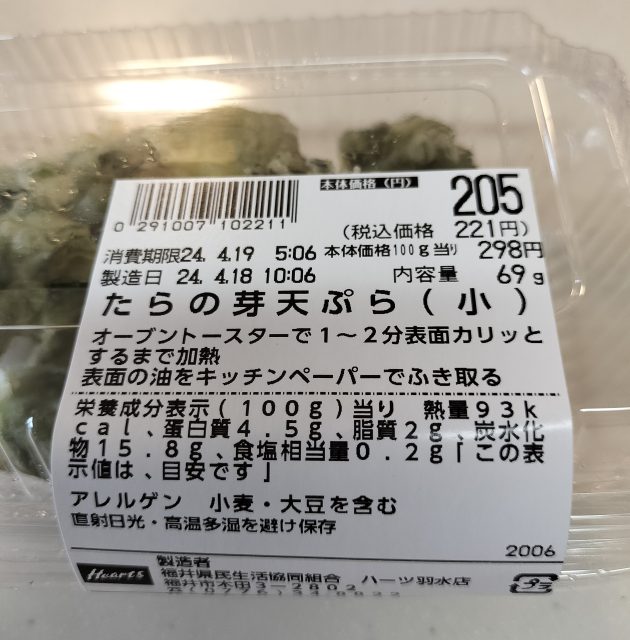 本体価格(円) 205
0 291007 102211
(税込価格 221円)
消費期限24. 4.19 5:06 本体価格100g当り 298円
製造日 24. 4.18 10:06 内容量 69g
たらの芽天ぷら(小)
オーブントースターで1〜2分表面カリッと
するまで加熱
表面の油をキッチンペーパーでふき取る
栄養成分表示(100g)当り 熱量93k
cal、蛋白質4.5g、脂質2g、炭水化
物15.8g、食塩相当量0.2g「この表
示値は、目安です」
アレルゲン 小麦・大豆を含む
直射日光・高温多湿を避け保存
2006
製造者
Hearts 福井県民生活協同組合 ハーツ羽水店
福井市木田3-2802
プラ